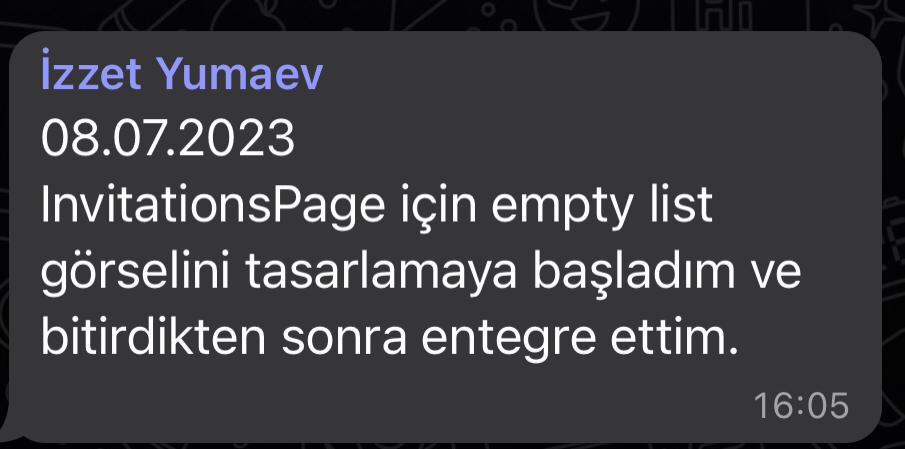 İzzet Yumaev
08.07.2023
InvitationsPage için empty list
görselini tasarlamaya başladım ve
bitirdikten sonra entegre ettim.
16:05